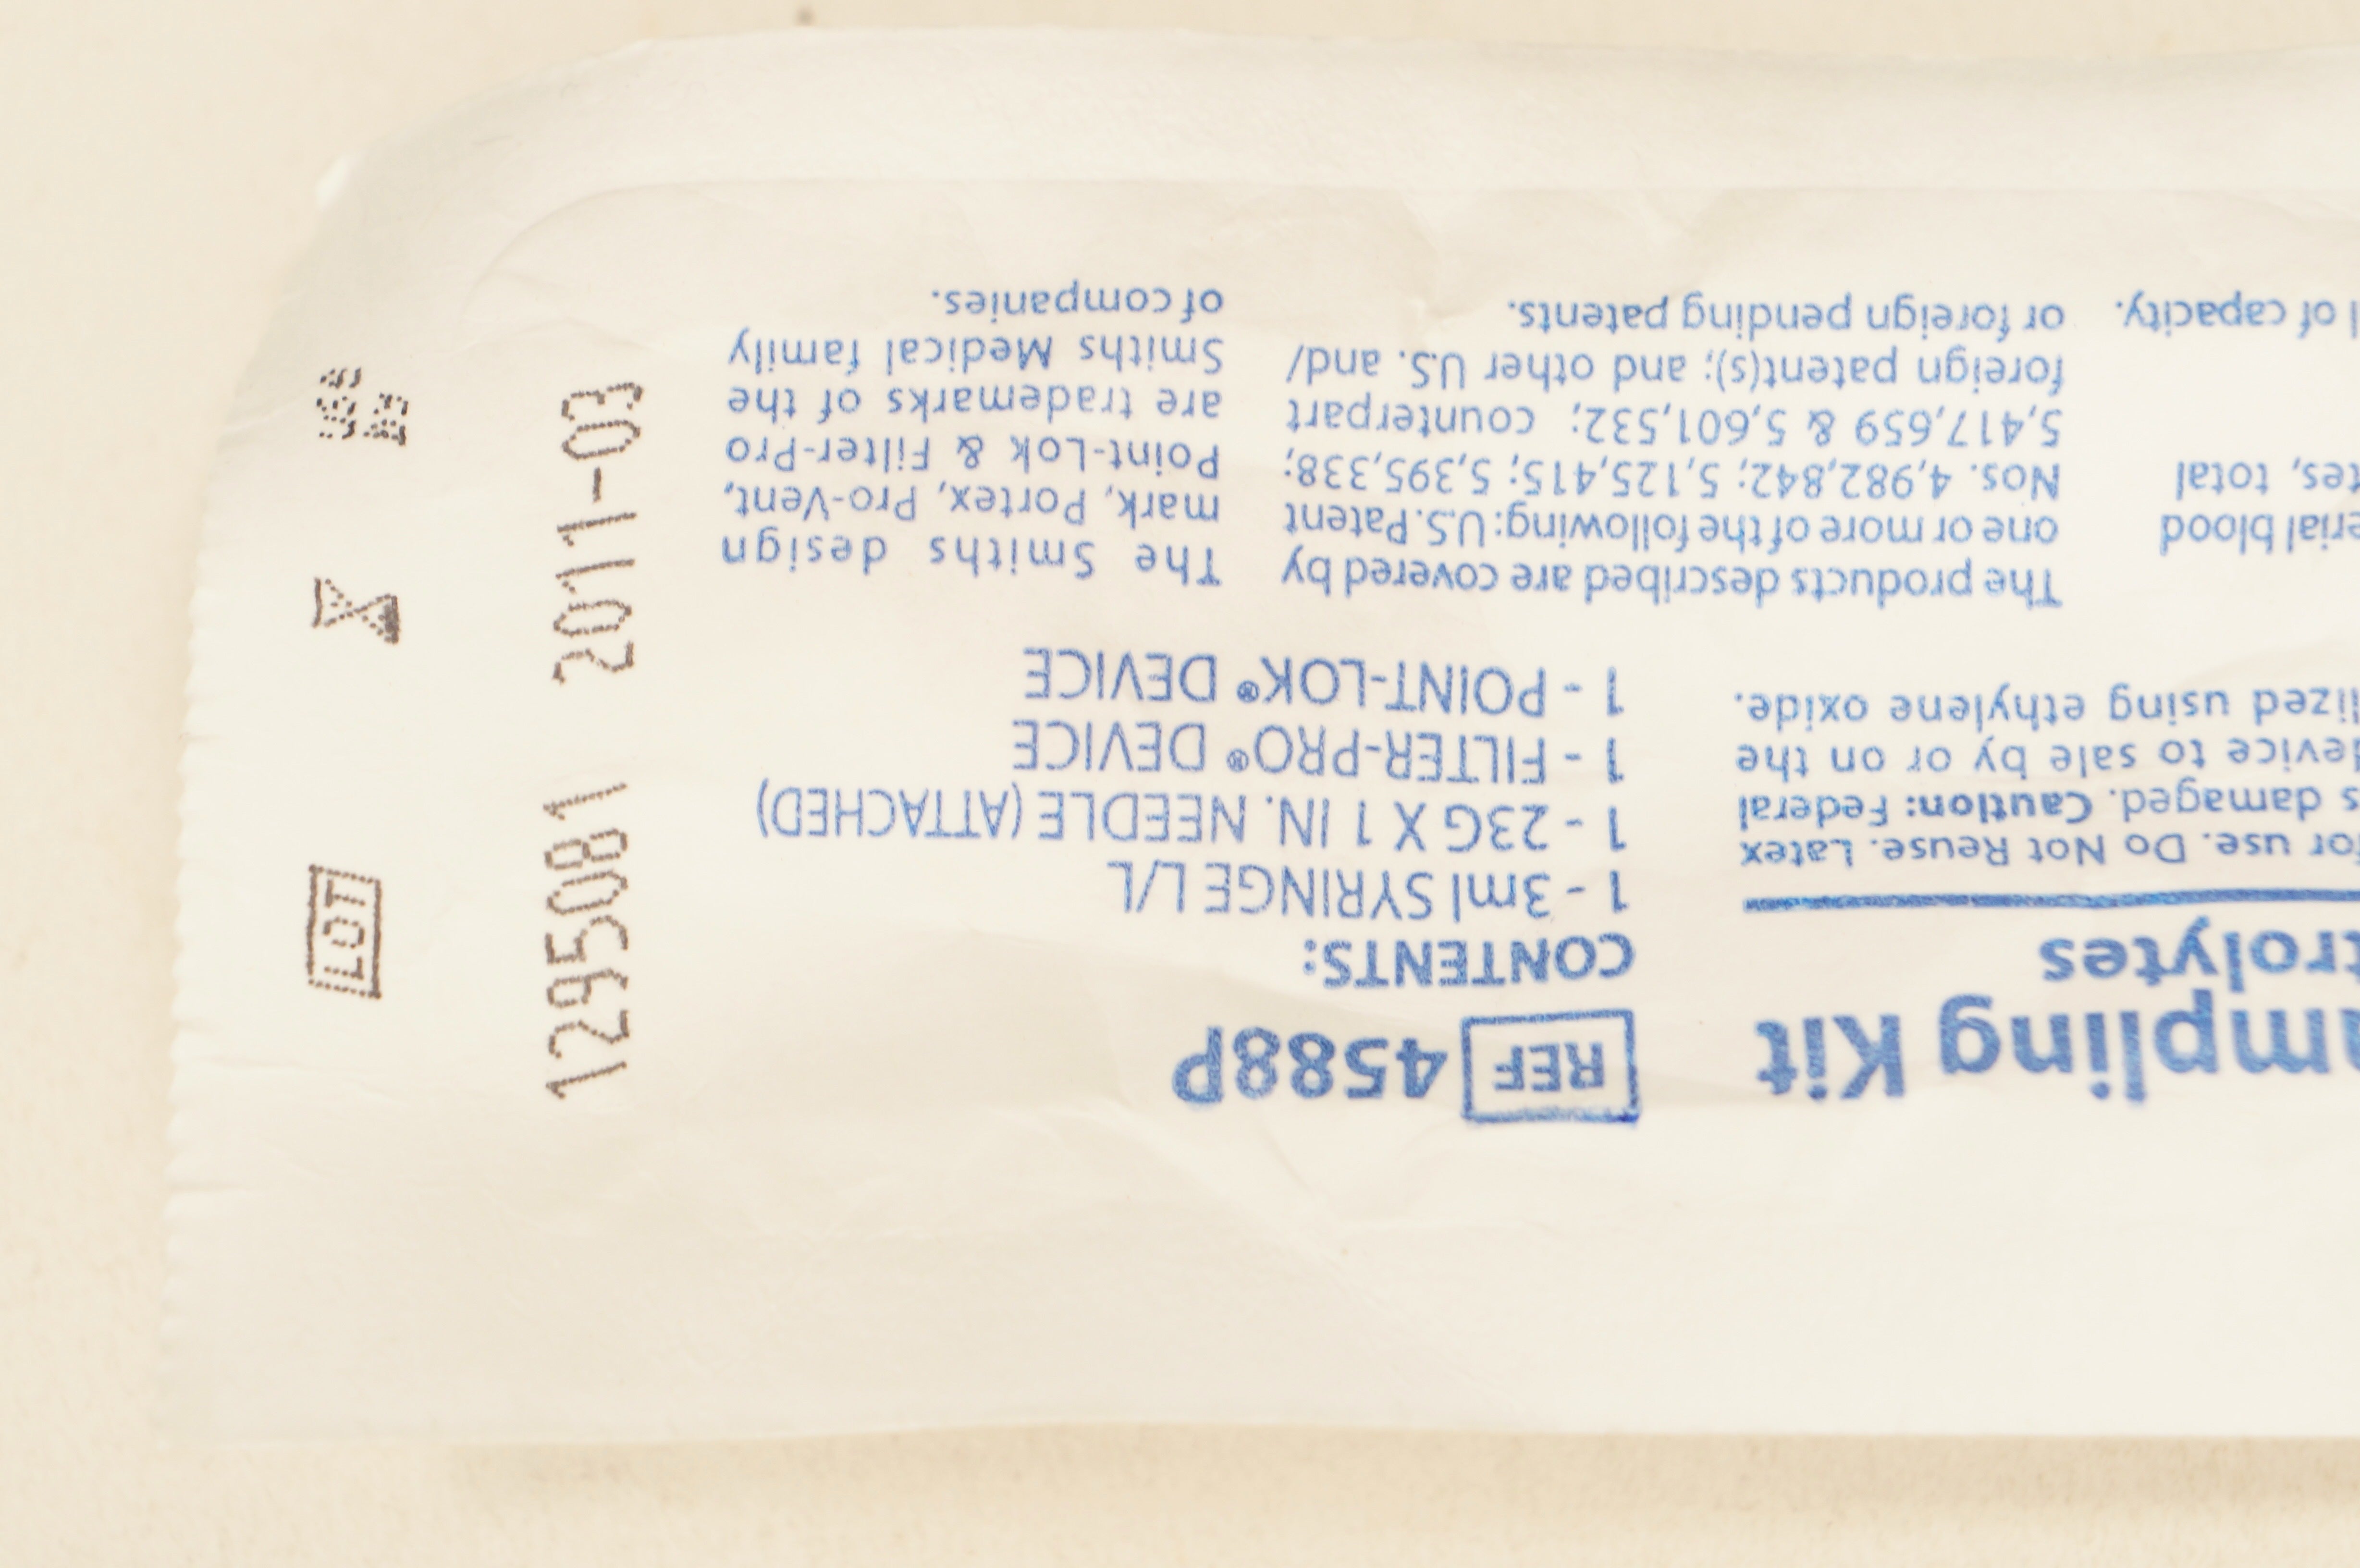 mpling Kit
trolytes
for use. Do Not Reuse. Latex
s damaged. Caution: Federal
device to sale by or on the
lized using ethylene oxide.
erial blood
tes, total
l of capacity.
REF 4588P
CONTENTS:
1 - 3ml SYRINGE L/L
1 - 23G X 1 IN. NEEDLE (ATTACHED)
1 - FILTER-PRO® DEVICE
1 - POINT-LOK® DEVICE
The products described are covered by
one or more of the following: U.S. Patent
Nos. 4,982,842; 5,125,415; 5,395,338;
5,417,659 & 5,601,532; counterpart
foreign patent(s); and other U.S. and/
or foreign pending patents.
The Smiths design
mark, Portex, Pro-Vent,
Point-Lok & Filter-Pro
are trademarks of the
Smiths Medical family
of companies.
LOT
1295081 2011-03